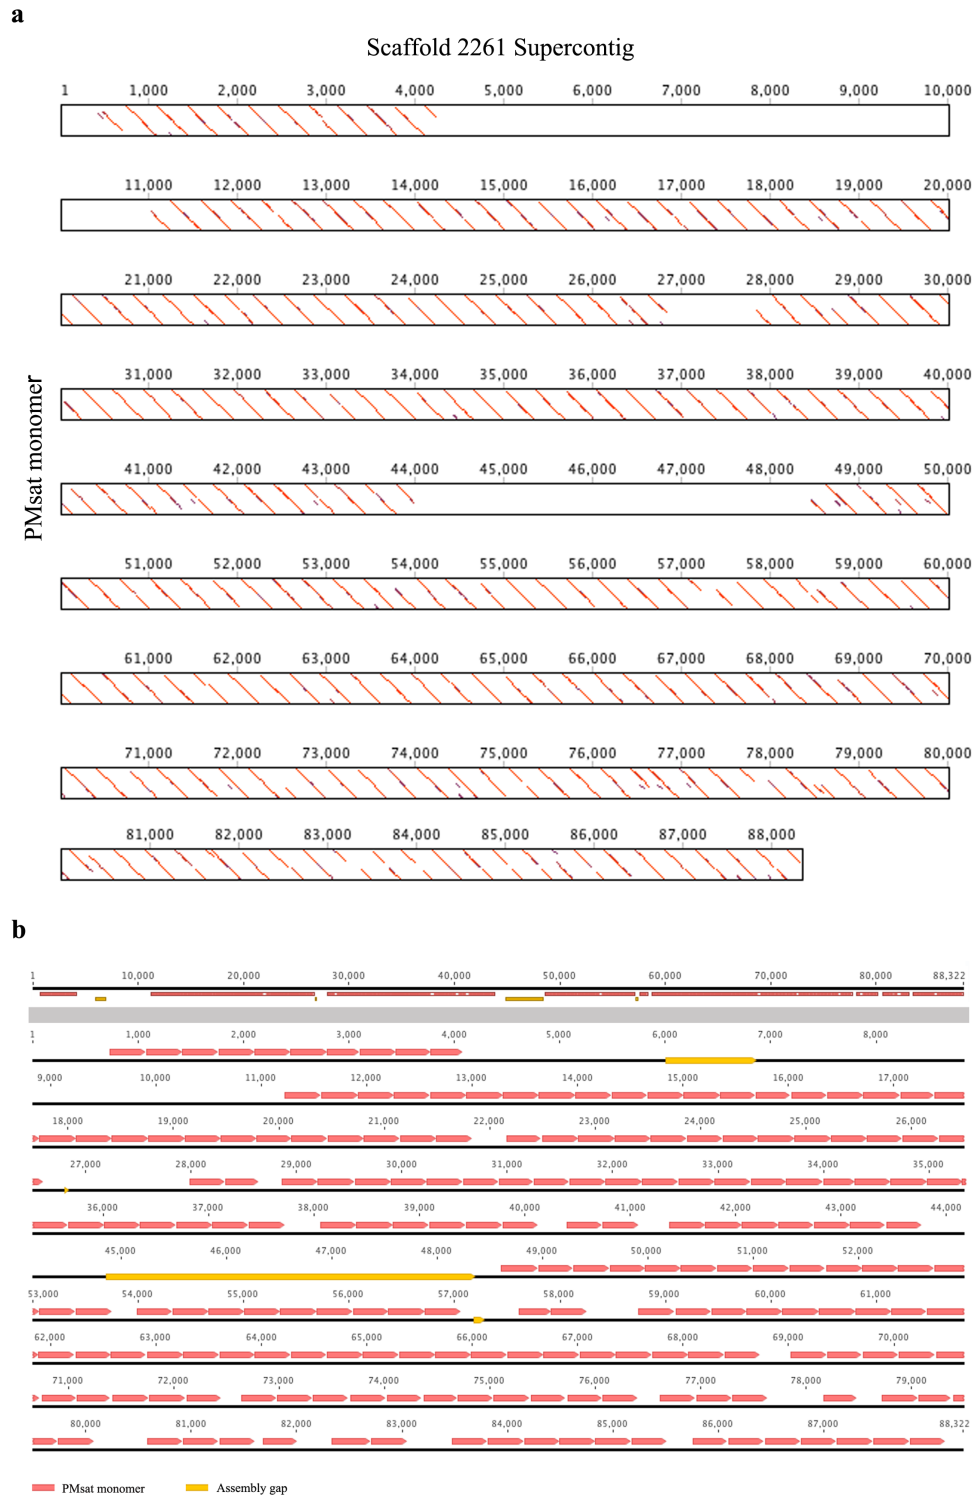 a
Scaffold 2261 Supercontig
1 1,000 2,000 3,000 4,000 5,000 6,000 7,000 8,000 9,000 10,000
11,000 12,000 13,000 14,000 15,000 16,000 17,000 18,000 19,000 20,000
21,000 22,000 23,000 24,000 25,000 26,000 27,000 28,000 29,000 30,000
31,000 32,000 33,000 34,000 35,000 36,000 37,000 38,000 39,000 40,000
PMsat monomer
41,000 42,000 43,000 44,000 45,000 46,000 47,000 48,000 49,000 50,000
51,000 52,000 53,000 54,000 55,000 56,000 57,000 58,000 59,000 60,000
61,000 62,000 63,000 64,000 65,000 66,000 67,000 68,000 69,000 70,000
71,000 72,000 73,000 74,000 75,000 76,000 77,000 78,000 79,000 80,000
81,000 82,000 83,000 84,000 85,000 86,000 87,000 88,000
b
1 10,000 20,000 30,000 40,000 50,000 60,000 70,000 80,000 88,322
1 1,000 2,000 3,000 4,000 5,000 6,000 7,000 8,000
9,000 10,000 11,000 12,000 13,000 14,000 15,000 16,000 17,000
18,000 19,000 20,000 21,000 22,000 23,000 24,000 25,000 26,000
27,000 28,000 29,000 30,000 31,000 32,000 33,000 34,000 35,000
36,000 37,000 38,000 39,000 40,000 41,000 42,000 43,000 44,000
45,000 46,000 47,000 48,000 49,000 50,000 51,000 52,000
53,000 54,000 55,000 56,000 57,000 58,000 59,000 60,000 61,000
62,000 63,000 64,000 65,000 66,000 67,000 68,000 69,000 70,000
71,000 72,000 73,000 74,000 75,000 76,000 77,000 78,000 79,000
80,000 81,000 82,000 83,000 84,000 85,000 86,000 87,000 88,322
PMsat monomer Assembly gap